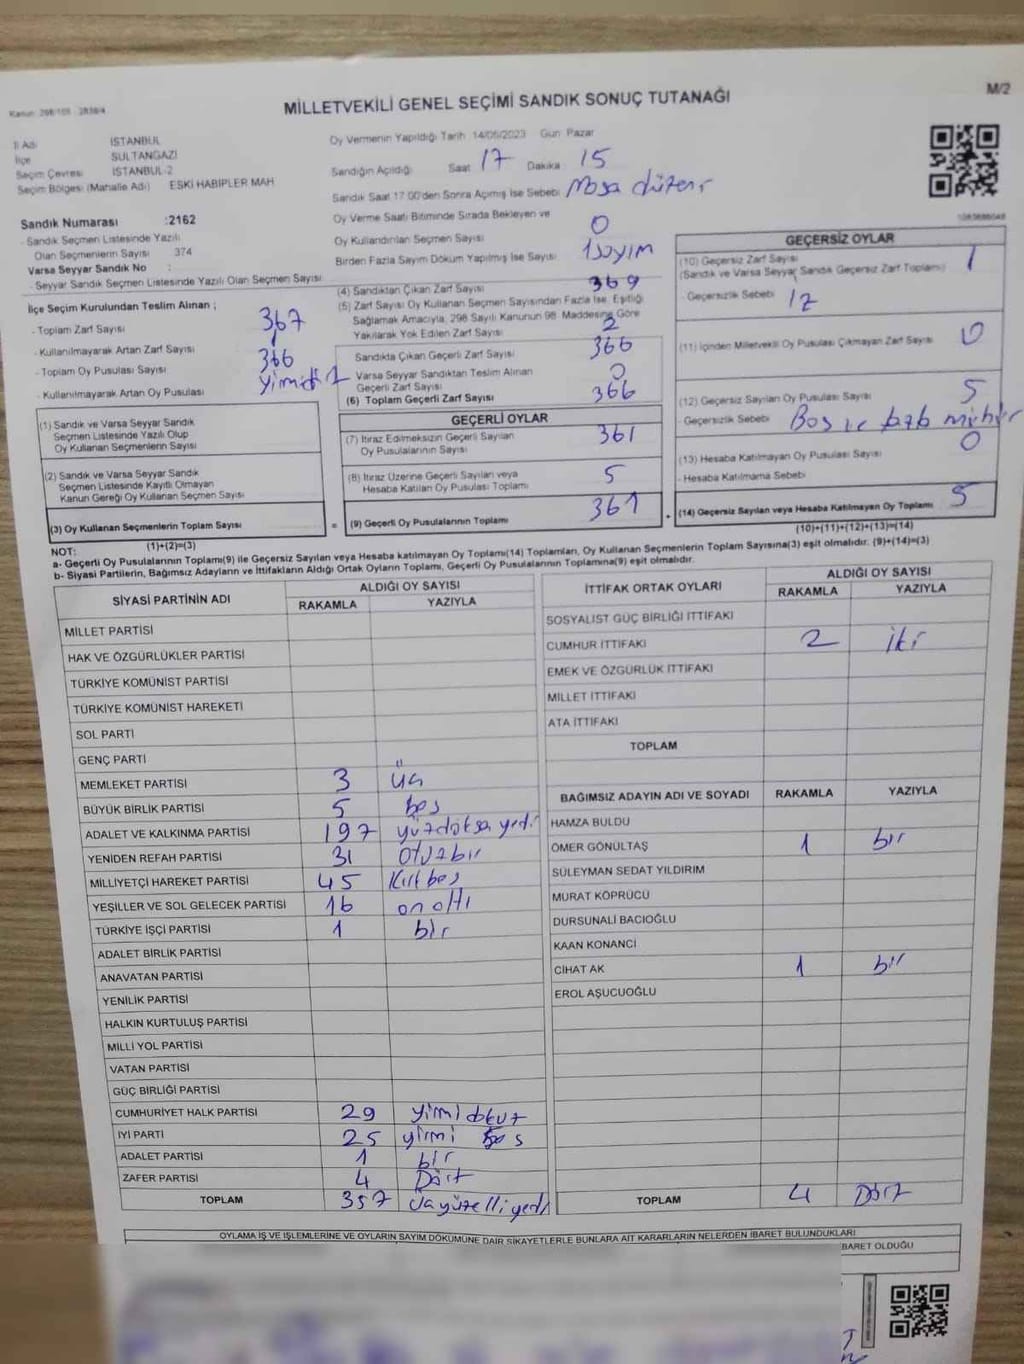 M/2
Kanun: 298/105 - 2839/4
MİLLETVEKİLİ GENEL SEÇİMİ SANDIK SONUÇ TUTANAĞI
İl Adı İSTANBUL
İlçe SULTANGAZİ
Seçim Çevresi İSTANBUL-2
Seçim Bölgesi (Mahalle Adı) ESKİ HABİPLER MAH
Oy Vermenin Yapıldığı Tarih 14/05/2023 Gün Pazar
Sandığın Açıldığı Saat 17 Dakika 15
Sandık Saat 17.00'den Sonra Açımış İse Sebebi Masa düzeni
Oy Verme Saati Bitiminde Sırada Bekleyen ve
Oy Kullandırılan Seçmen Sayısı 0
Birden Fazla Sayım Döküm Yapılmış İse Sayısı 1 sayım
Sandık Numarası :2162
- Sandık Seçmen Listesinde Yazılı
Olan Seçmenlerin Sayısı 374
Varsa Seyyar Sandık No :
- Seyyar Sandık Seçmen Listesinde Yazılı Olan Seçmen Sayısı:
İlçe Seçim Kurulundan Teslim Alınan ;
- Toplam Zarf Sayısı 367
- Kullanılmayarak Artan Zarf Sayısı
- Toplam Oy Pusulası Sayısı 366
- Kullanılmayarak Artan Oy Pusulası
(4) Sandıktan Çıkan Zarf Sayısı 369
(5) Zarf Sayısı Oy Kullanan Seçmen Sayısından Fazla İse, Eşitliği
Sağlamak Amacıyla, 298 Sayılı Kanunun 98. Maddesine Göre
Yakılarak Yok Edilen Zarf Sayısı 2
Sandıkta Çıkan Geçerli Zarf Sayısı 366
Varsa Seyyar Sandıktan Teslim Alınan
Geçerli Zarf Sayısı 0
(6) Toplam Geçerli Zarf Sayısı 366
GEÇERSİZ OYLAR
(10) Geçersiz Zarf Sayısı 1
(Sandık ve Varsa Seyyar Sandık Geçersiz Zarf Toplamı)
- Geçersizlik Sebebi 12
(11) İçinden Milletvekili Oy Pusulası Çıkmayan Zarf Sayısı 0
(12) Geçersiz Sayılan Oy Pusulası Sayısı 5
- Geçersizlik Sebebi Boş ve mühür
(13) Hesaba Katılmayan Oy Pusulası Sayısı 0
- Hesaba Katılmama Sebebi
(14) Geçersiz Sayılan veya Hesaba Katılmayan Oy Toplamı 5
(10)+(11)+(12)+(13)=(14)
(1) Sandık ve Varsa Seyyar Sandık
Seçmen Listesinde Yazılı Olup
Oy Kullanan Seçmenlerin Sayısı
(2) Sandık ve Varsa Seyyar Sandık
Seçmen Listesinde Kayıtlı Olmayan
Kanun Gereği Oy Kullanan Seçmen Sayısı
(3) Oy Kullanan Seçmenlerin Toplam Sayısı
(1)+(2)=(3)
GEÇERLİ OYLAR
(7) İtiraz Edilmeksizin Geçerli Sayılan
Oy Pusulalarının Sayısı 361
(8) İtiraz Üzerine Geçerli Sayılan veya
Hesaba Katılan Oy Pusulası Toplamı 5
= (9) Geçerli Oy Pusulalarının Toplamı 361 +
NOT:
a- Geçerli Oy Pusulalarının Toplamı(9) ile Geçersiz Sayılan veya Hesaba katılmayan Oy Toplamı(14) Toplamları, Oy Kullanan Seçmenlerin Toplam Sayısına(3) eşit olmalıdır. (9)+(14)=(3)
b- Siyasi Partilerin, Bağımsız Adayların ve İttifakların Aldığı Ortak Oyların Toplamı, Geçerli Oy Pusulalarının Toplamına(9) eşit olmalıdır.
SİYASİ PARTİNİN ADI ALDIĞI OY SAYISI
RAKAMLA YAZIYLA
MİLLET PARTİSİ
HAK VE ÖZGÜRLÜKLER PARTİSİ
TÜRKİYE KOMÜNİST PARTİSİ
TÜRKİYE KOMÜNİST HAREKETİ
SOL PARTİ
GENÇ PARTİ
MEMLEKET PARTİSİ 3 üç
BÜYÜK BİRLİK PARTİSİ 5 beş
ADALET VE KALKINMA PARTİSİ 197 yüzdoksanyedi
YENİDEN REFAH PARTİSİ 31 otuzbir
MİLLİYETÇİ HAREKET PARTİSİ 45 Kırkbeş
YEŞİLLER VE SOL GELECEK PARTİSİ 16 onaltı
TÜRKİYE İŞÇİ PARTİSİ 1 bir
ADALET BİRLİK PARTİSİ
ANAVATAN PARTİSİ
YENİLİK PARTİSİ
HALKIN KURTULUŞ PARTİSİ
MİLLİ YOL PARTİSİ
VATAN PARTİSİ
GÜÇ BİRLİĞİ PARTİSİ
CUMHURİYET HALK PARTİSİ 29 yirmidokuz
İYİ PARTİ 25 yirmi beş
ADALET PARTİSİ 1 bir
ZAFER PARTİSİ 4 Dört
TOPLAM 357 üçyüzelliyedi
İTTİFAK ORTAK OYLARI ALDIĞI OY SAYISI
RAKAMLA YAZIYLA
SOSYALİST GÜÇ BİRLİĞİ İTTİFAKI
CUMHUR İTTİFAKI 2 iki
EMEK VE ÖZGÜRLÜK İTTİFAKI
MİLLET İTTİFAKI
ATA İTTİFAKI
TOPLAM
BAĞIMSIZ ADAYIN ADI VE SOYADI RAKAMLA YAZIYLA
HAMZA BULDU
ÖMER GÖNÜLTAŞ 1 bir
SÜLEYMAN SEDAT YILDIRIM
MURAT KÖPRÜCÜ
DURSUNALİ BACIOĞLU
KAAN KONANCİ
CİHAT AK 1 bir
EROL AŞUCUOĞLU
TOPLAM 4 Dört
OYLAMA İŞ VE İŞLEMLERİNE VE OYLARIN SAYIM DÖKÜMÜNE DAİR ŞİKAYETLERLE BUNLARA AİT KARARLARIN NELERDEN İBARET BULUNDUKLARI
BARET OLDUĞU